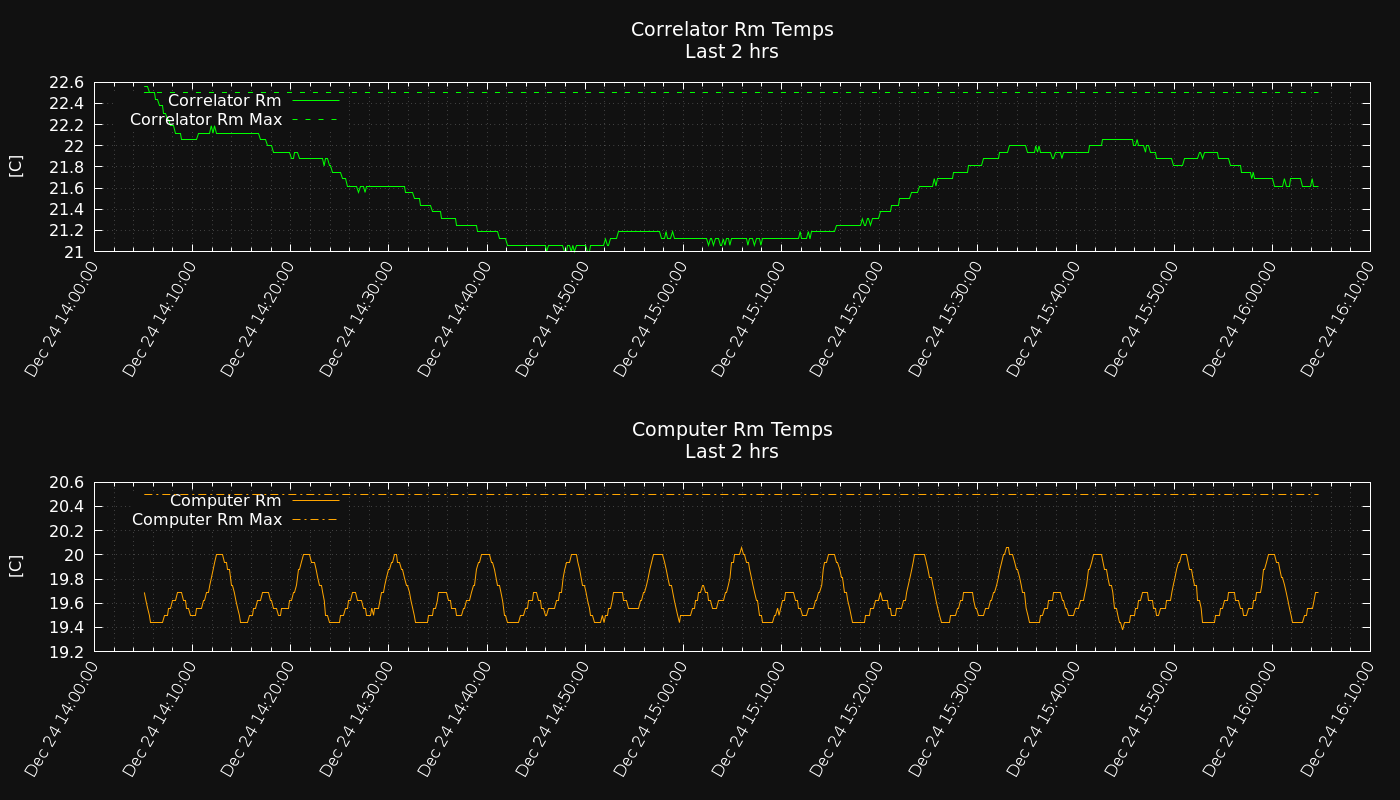 Correlator Rm Temps
Last 2 hrs
22.6
22.4
22.2
22
21.8
21.6
21.4
21.2
21
[C]
Correlator Rm
Correlator Rm Max
Dec 24 14:00:00
Dec 24 14:10:00
Dec 24 14:20:00
Dec 24 14:30:00
Dec 24 14:40:00
Dec 24 14:50:00
Dec 24 15:00:00
Dec 24 15:10:00
Dec 24 15:20:00
Dec 24 15:30:00
Dec 24 15:40:00
Dec 24 15:50:00
Dec 24 16:00:00
Dec 24 16:10:00
Computer Rm Temps
Last 2 hrs
20.6
20.4
20.2
20
19.8
19.6
19.4
19.2
[C]
Computer Rm
Computer Rm Max
Dec 24 14:00:00
Dec 24 14:10:00
Dec 24 14:20:00
Dec 24 14:30:00
Dec 24 14:40:00
Dec 24 14:50:00
Dec 24 15:00:00
Dec 24 15:10:00
Dec 24 15:20:00
Dec 24 15:30:00
Dec 24 15:40:00
Dec 24 15:50:00
Dec 24 16:00:00
Dec 24 16:10:00